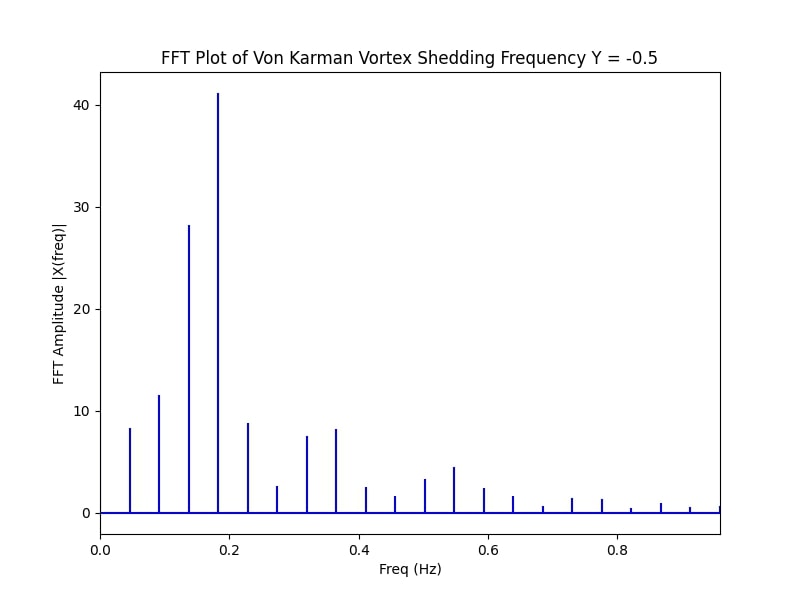 FFT Plot of Von Karman Vortex Shedding Frequency Y = -0.5
40
30
20
10
0
FFT Amplitude |X(freq)|
0.0 0.2 0.4 0.6 0.8
Freq (Hz)